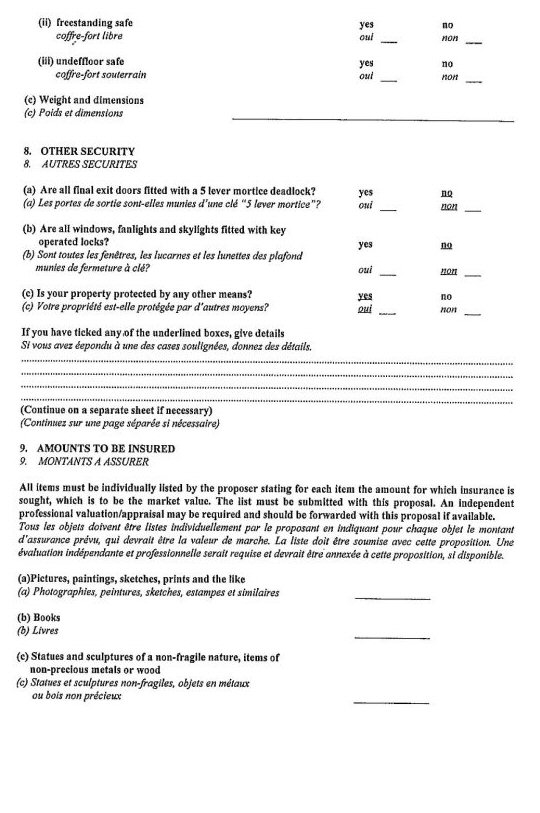 (ii) freestanding safe yes no
coffre-fort libre oui ___ non ___
(iii) undeffloor safe yes no
coffre-fort souterrain oui ___ non ___
(c) Weight and dimensions
(c) Poids et dimensions
8. OTHER SECURITY
8. AUTRES SECURITES
(a) Are all final exit doors fitted with a 5 lever mortice deadlock? yes no
(a) Les portes de sortie sont-elles munies d'une clé "5 lever mortice"? oui ___ non ___
(b) Are all windows, fanlights and skylights fitted with key
operated locks? yes no
(b) Sont toutes les fenêtres, les lucarnes et les lunettes des plafond
munies de fermeture à clé? oui ___ non ___
(c) Is your property protected by any other means? yes no
(c) Votre propriété est-elle protégée par d'autres moyens? oui ___ non ___
If you have ticked any of the underlined boxes, give details
Si vous avez épondu à une des cases soulignées, donnez des détails.
(Continue on a separate sheet if necessary)
(Continuez sur une page séparée si nécessaire)
9. AMOUNTS TO BE INSURED
9. MONTANTS A ASSURER
All items must be individually listed by the proposer stating for each item the amount for which insurance is
sought, which is to be the market value. The list must be submitted with this proposal. An independent
professional valuation/appraisal may be required and should be forwarded with this proposal if available.
Tous les objets doivent être listes individuellement par le proposant en indiquant pour chaque objet le montant
d'assurance prévu, qui devrait être la valeur de marche. La liste doit être soumise avec cette proposition. Une
évaluation indépendante et professionnelle serait requise et devrait être annexée à cette proposition, si disponible.
(a)Pictures, paintings, sketches, prints and the like
(a) Photographies, peintures, sketches, estampes et similaires
(b) Books
(b) Livres
(c) Statues and sculptures of a non-fragile nature, items of
non-precious metals or wood
(c) Statues et sculptures non-fragiles, objets en métaux
ou bois non précieux